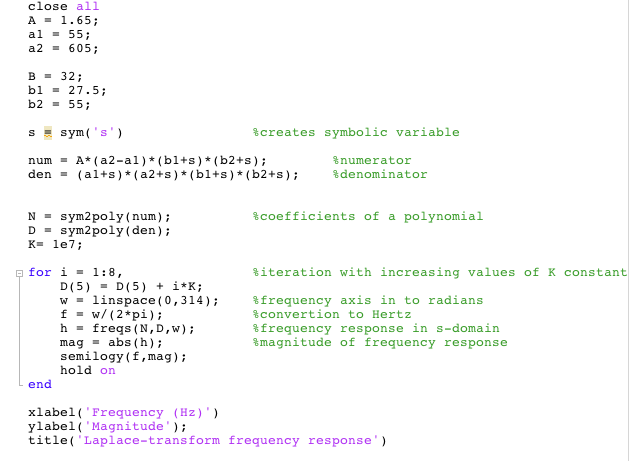 close all
A = 1.65;
a1 = 55;
a2 = 605;
B = 32;
b1 = 27.5;
b2 = 55;
s = sym('s') %creates symbolic variable
num = A*(a2-a1)*(b1+s)*(b2+s); %numerator
den = (a1+s)*(a2+s)*(b1+s)*(b2+s); %denominator
N = sym2poly(num); %coefficients of a polynomial
D = sym2poly(den);
K= 1e7;
for i = 1:8, %iteration with increasing values of K constant
D(5) = D(5) + i*K;
w = linspace(0,314); %frequency axis in to radians
f = w/(2*pi); %convertion to Hertz
h = freqs(N,D,w); %frequency response in s-domain
mag = abs(h); %magnitude of frequency response
semilogy(f,mag);
hold on
end
xlabel('Frequency (Hz)')
ylabel('Magnitude');
title('Laplace-transform frequency response')